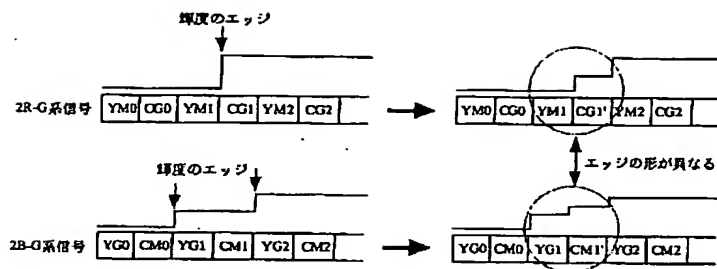 輝度のエッジ
2R-G系信号 YM0 CG0 YM1 CG1 YM2 CG2
YM0 CG0 YM1 CG1' YM2 CG2
エッジの形が異なる
輝度のエッジ
2B-G系信号 YG0 CM0 YG1 CM1 YG2 CM2
YG0 CM0 YG1 CM1' YG2 CM2